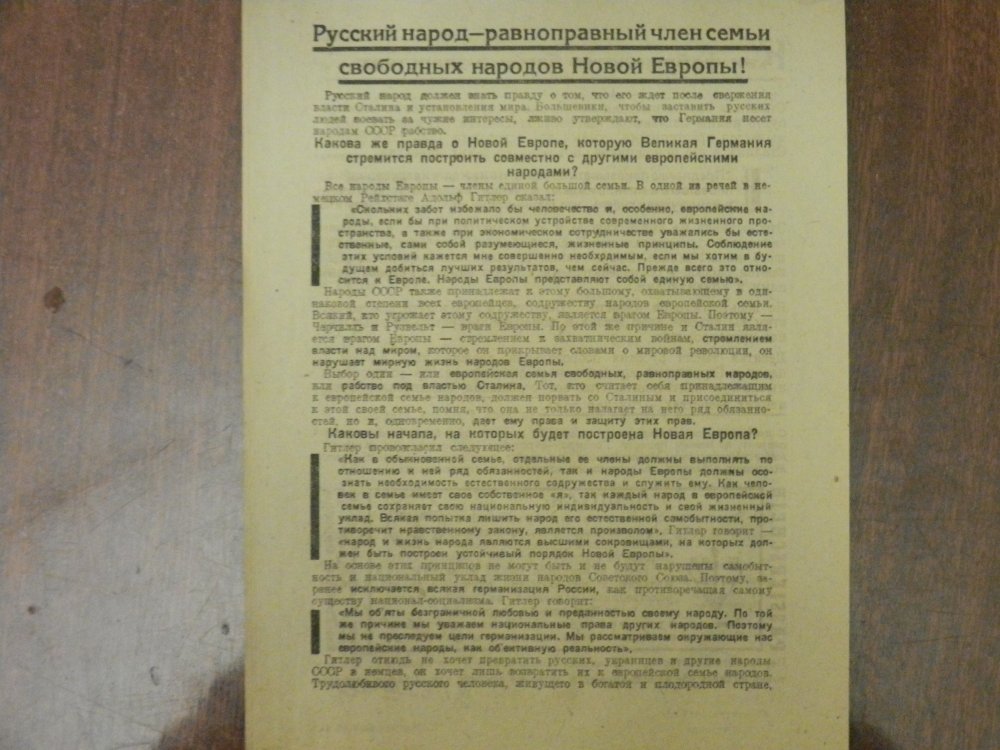 Русский народ—равноправный член семьи
свободных народов Новой Европы!
Русский народ должен знать правду о том, что его ждет после свержения
власти Сталина и установления мира. Большевики, чтобы заставить русских
людей воевать за чужие интересы, лживо утверждают, что Германия несет
народам СССР рабство.
Какова же правда о Новой Европе, которую Великая Германия
стремится построить совместно с другими европейскими
народами?
Все народы Европы — члены единой большой семьи. В одной из речей в не-
мецком Рейхстаге Адольф Гитлер сказал:
«Скольких забот избежало бы человечество и, особенно, европейские на-
роды, если бы при политическом устройстве современного жизненного про-
странства, а также при экономическом сотрудничестве уважались бы есте-
ственные, сами собой разумеющиеся, жизненные принципы. Соблюдение
этих условий кажется мне совершенно необхрдимым, если мы хотим в бу-
дущем добиться лучших результатов, чем сейчас. Прежде всего это отно-
сится к Европе. Народы Европы представляют собой единую семью».
Народы СССР также принадлежат к этому большому, охватывающему в оди-
наковой степени всех европейцев, содружеству народов европейской семьи.
Всякий, кто угрожает этому содружеству, является врагом Европы. Поэтому —
Черчилль и Рузвельт — враги Европы. По этой же причине и Сталин явля-
ется врагом Европы — стремлением к захватническим войнам, стремлением
власти над миром, которое он прикрывает словами о мировой революции, он
нарушает мирную жизнь народов Европы.
Выбор один — или европейская семья свободных, равноправных народов,
или рабство под властью Сталина. Тот, кто считает себя принадлежащим
к европейской семье народов, должен порвать со Сталиным и присоединиться
к этой своей семье, помня, что она не только налагает на него ряд обязанно-
стей, но и, одновременно, дает ему права и защиту этих прав.
Каковы начала, на которых будет построена Новая Европа?
Гитлер провозгласил следующее:
«Как в обыкновенной семье, отдельные ее члены должны выполнять по
отношению к ней ряд обязанностей, так и народы Европы должны осо-
знать необходимость естественного содружества и служить ему. Как чело-
век в семье имеет свое собственное «я», так каждый народ в европейской
семье сохраняет свою национальную индивидуальность и свой жизненный
уклад. Всякая попытка лишить народ его естественной самобытности, про-
тиворечит нравственному закону, является произволом». Гитлер говорит —
«народ и жизнь народа являются высшими сокровищами, на которых дол-
жен быть построен устойчивый порядок Новой Европы».
На основе этих принципов не могут быть и не будут нарушены самобыт-
ность и национальный уклад жизни народов Советского Союза. Поэтому, за-
ранее исключается всякая германизация России, как противоречащая самому
существу национал-социализма. Гитлер говорит:
«Мы об'яты безграничной любовью и преданностью своему народу. По той
же причине мы уважаем национальные права других народов. Поэтому
мы не преследуем цели германизации. Мы рассматриваем окружающие нас
европейские народы, как об'ективную реальность».
Гитлер отнюдь не хочет превратить русских, украинцев и другие народы
СССР в немцев, он хочет лишь возвратить их к европейской семье народов.
Трудолюбивого русского человека, живущего в богатой и плодородной стране,